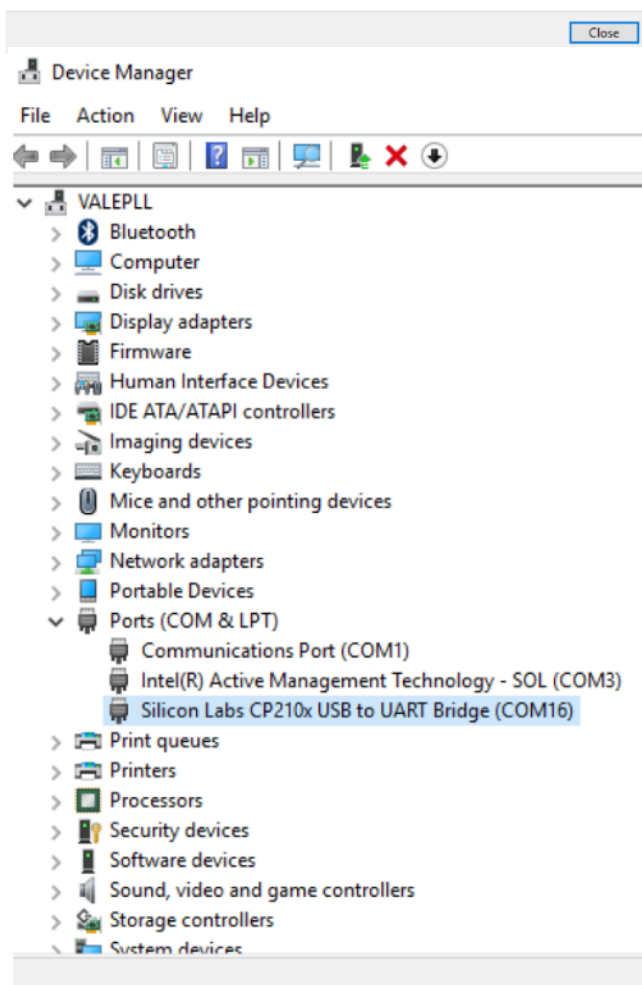 Close
Device Manager
File Action View Help
VALEPLL
Bluetooth
Computer
Disk drives
Display adapters
Firmware
Human Interface Devices
IDE ATA/ATAPI controllers
Imaging devices
Keyboards
Mice and other pointing devices
Monitors
Network adapters
Portable Devices
Ports (COM & LPT)
Communications Port (COM1)
Intel(R) Active Management Technology - SOL (COM3)
Silicon Labs CP210x USB to UART Bridge (COM16)
Print queues
Printers
Processors
Security devices
Software devices
Sound, video and game controllers
Storage controllers
System devices